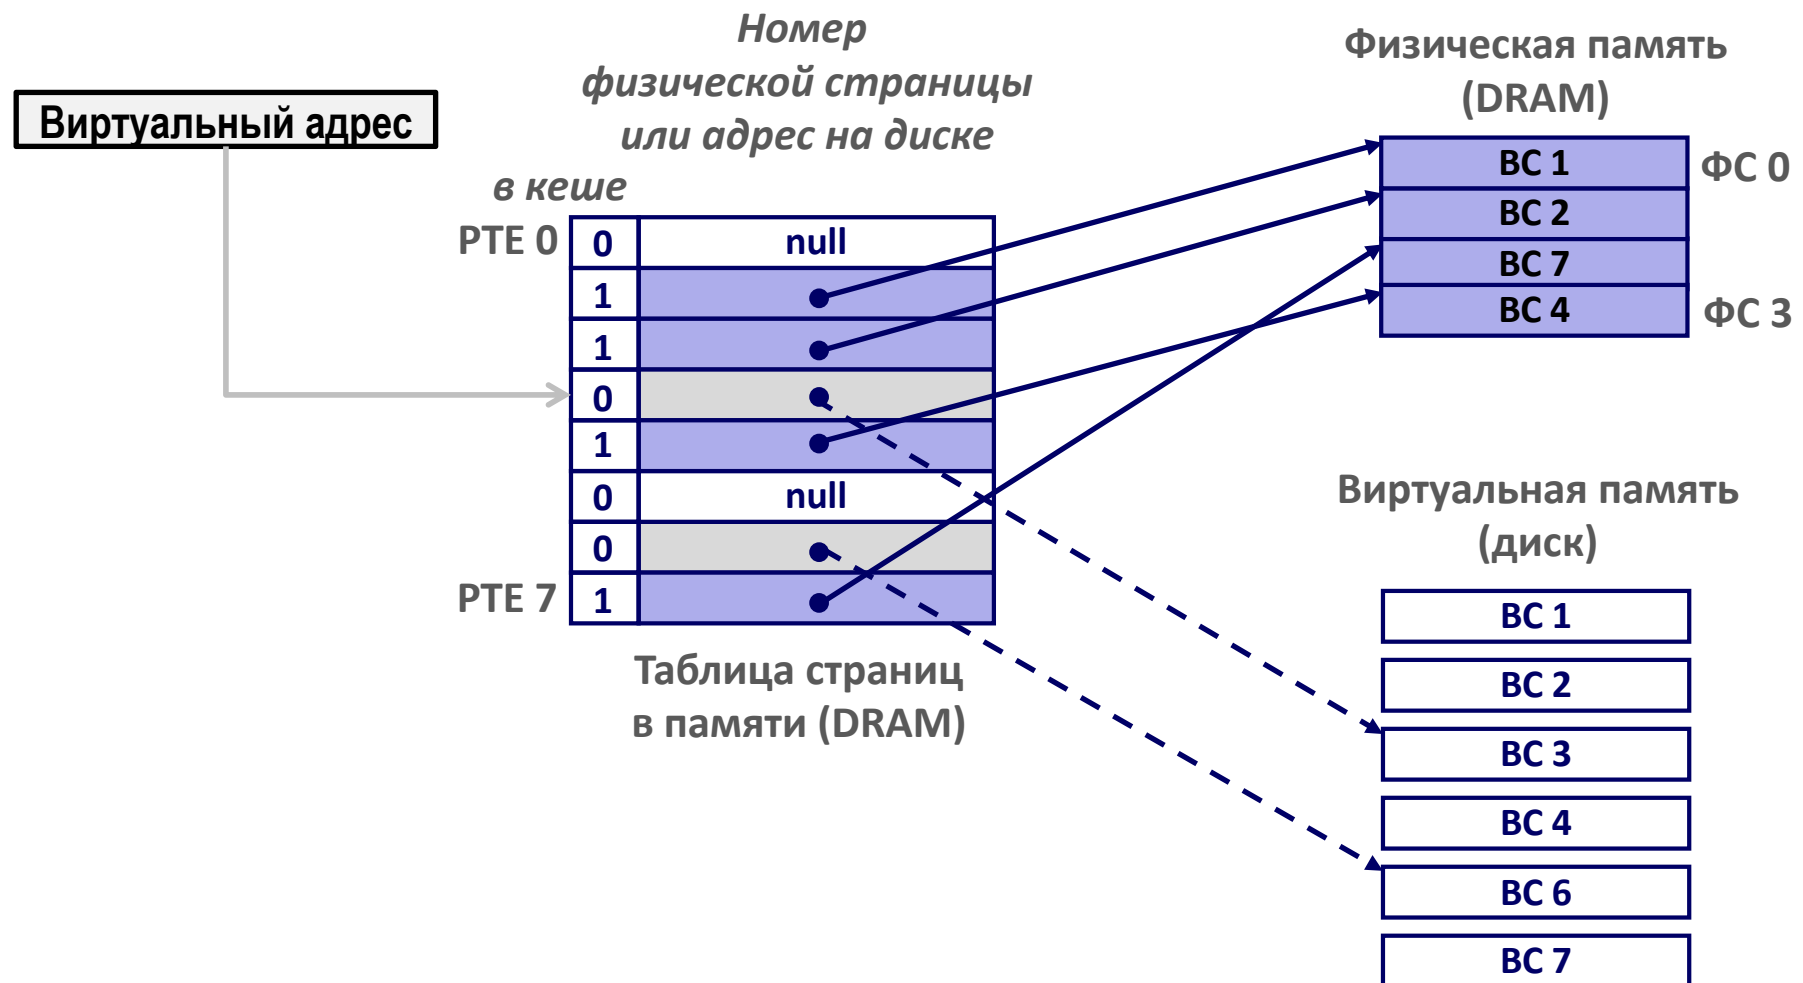 Номер
физической страницы
или адрес на диске
Физическая память
(DRAM)
Виртуальный адрес
в кеше
PTE 0
0
null
1
1
0
1
0
null
0
PTE 7
1
Таблица страниц
в памяти (DRAM)
ВС 1
ФС 0
ВС 2
ВС 7
ВС 4
ФС 3
Виртуальная память
(диск)
ВС 1
ВС 2
ВС 3
ВС 4
ВС 6
ВС 7